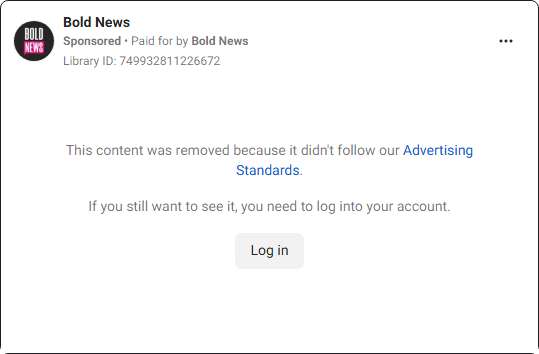 BOLD
NEWS
Bold News
Sponsored • Paid for by Bold News
Library ID: 749932811226672
This content was removed because it didn't follow our Advertising
Standards.
If you still want to see it, you need to log into your account.
Log in